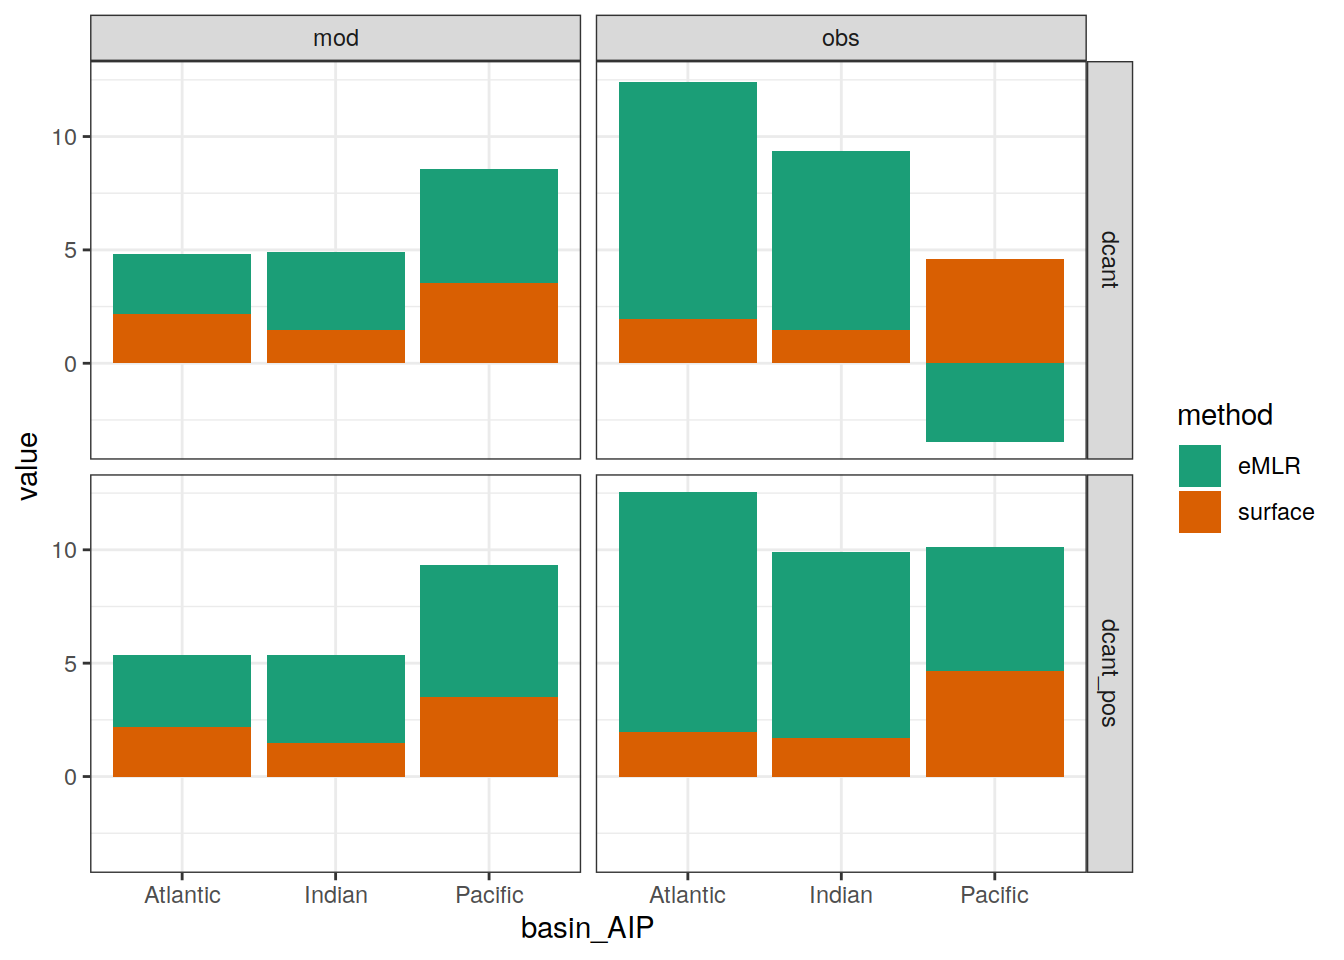 mod
obs
10
5
0
dcant
10
5
0
dcant_pos
value
Atlantic
Indian
Pacific
Atlantic
Indian
Pacific
basin_AIP
method
eMLR
surface